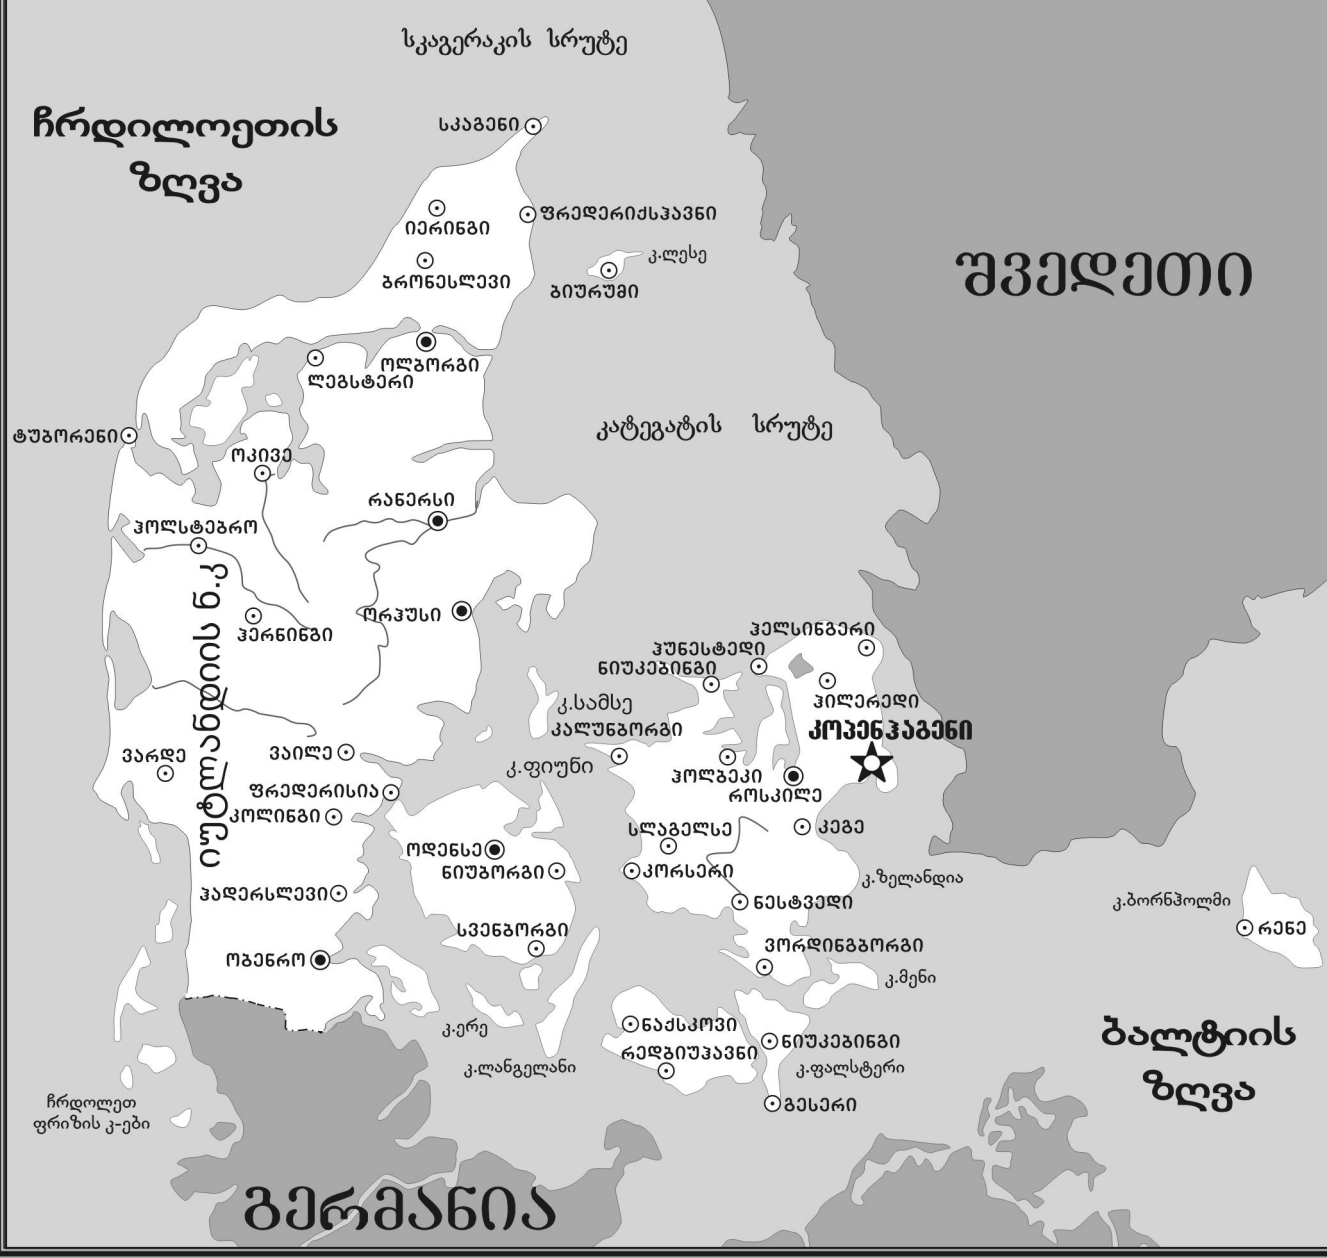 სკაგერაკის სრუტე
ჩრდილოეთის
ზღვა
სკაგენი
იერინგი
ფრედერიქსჰავნი
ბრონესლევი
კ.ლესე
ბიურუმი
შვედეთი
ოლბორგი
ლეგსტერი
ტუბორენი
კატეგატის სრუტე
ოკივე
რანერსი
ჰოლსტებრო
იუტლანდიის ნ.კ
ორჰუსი
ჰერნინგი
ჰელსინგერი
ჰუნესტედი
ნიუკებინგი
კ.სამსე
ჰილერედი
კალუნბორგი
კოპენჰაგენი
ვარდე
ვაილე
კ.ფიუნი
ჰოლბეკი
როსკილე
ფრედერისია
კოლინგი
სლაგელსე
კეგე
ოდენსე
ნიუბორგი
კორსერი
კ.ზელანდია
ჰადერსლევი
ნესტვედი
კ.ბორნჰოლმი
რენე
სვენბორგი
ვორდინგბორგი
ობენრო
კ.მენი
კ.ერე
ნაქსკოვი
ნიუკებინგი
ბალტიის
ზღვა
რედბიუჰავნი
კ.ლანგელანი
კ.ფალსტერი
ჩრდოლეთ
ფრიზის კ-ები
გესერი
გერმანია